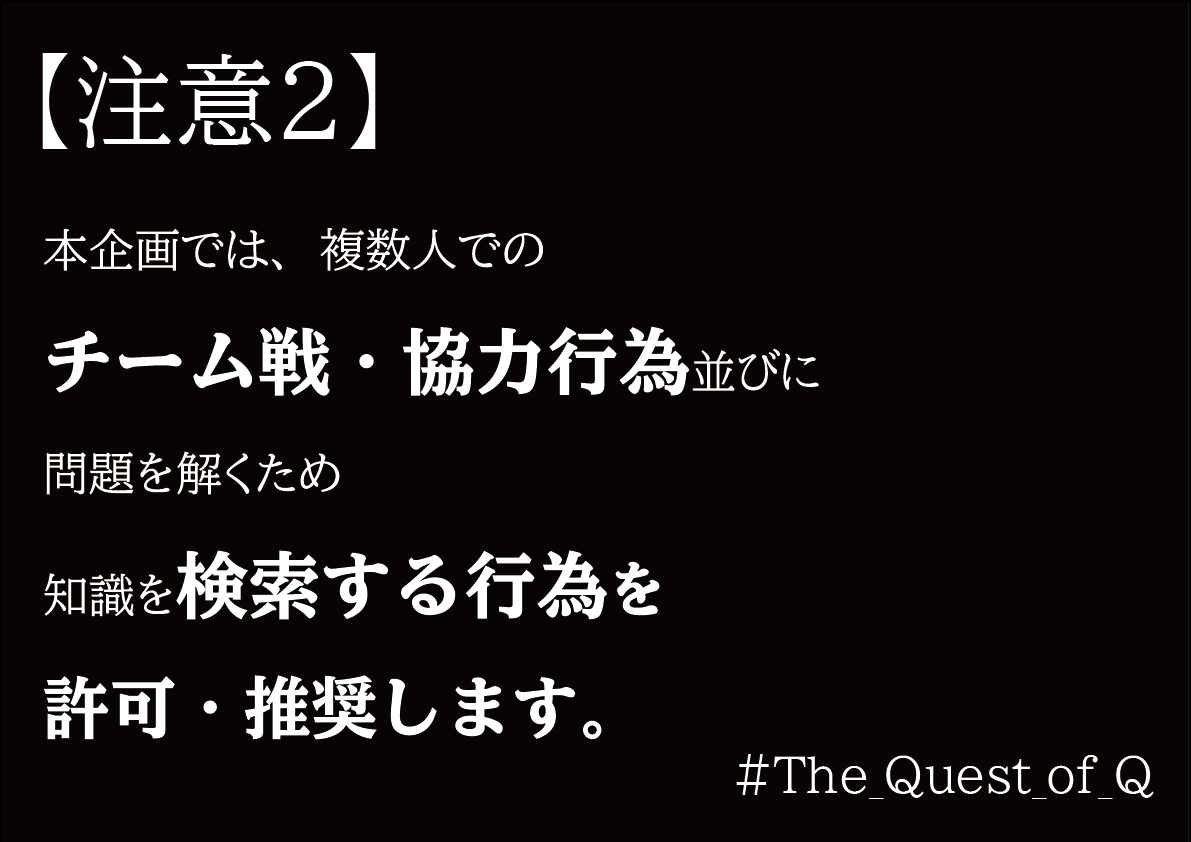 【注意2】
本企画では、複数人での
チーム戦・協力行為並びに
問題を解くため
知識を検索する行為を
許可・推奨します。
#The_Quest_of_Q